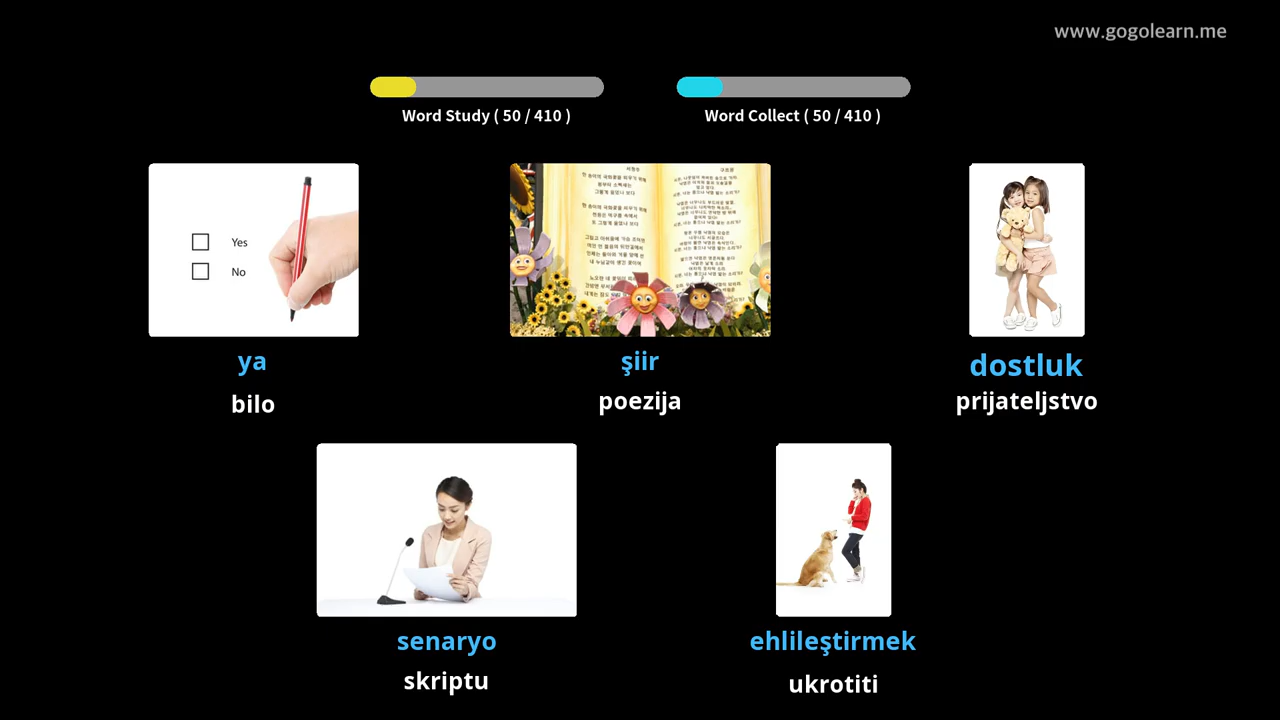 www.gogolearn.me
Word Study ( 50 / 410 )
Word Collect ( 50 / 410 )
Yes
No
ya
bilo
şiir
poezija
dostluk
prijateljstvo
senaryo
skriptu
ehlileştirmek
ukrotiti